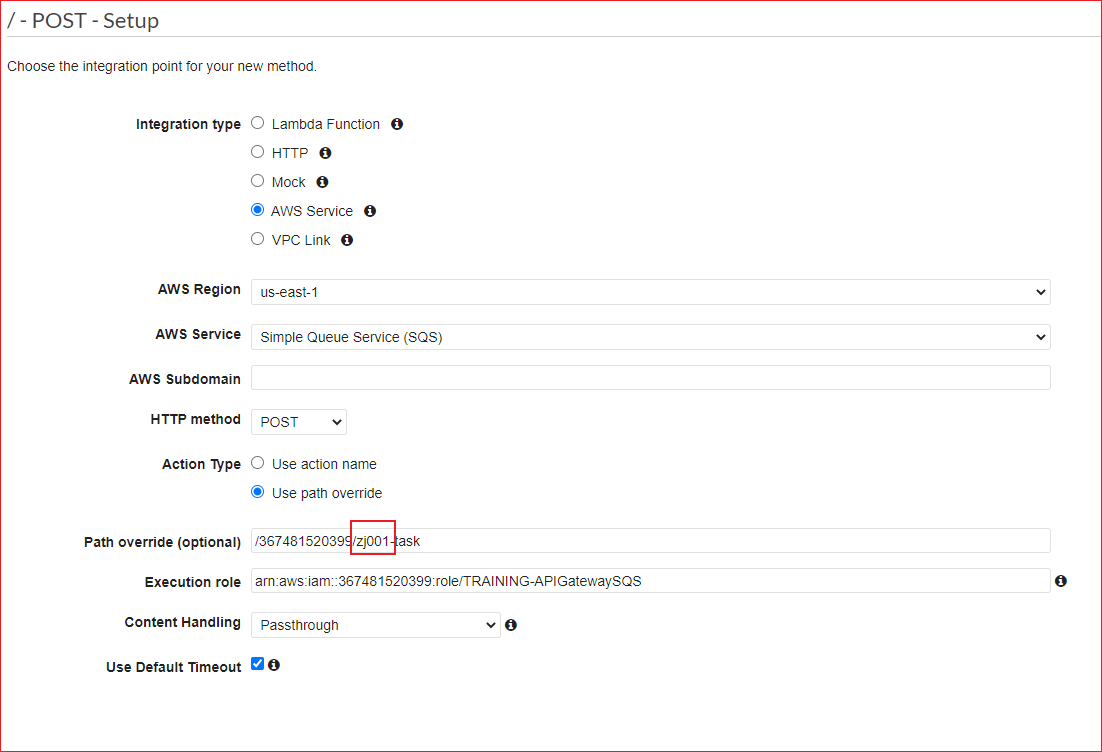 / - POST - Setup
Choose the integration point for your new method.
Integration type
Lambda Function
HTTP
Mock
AWS Service
VPC Link
AWS Region us-east-1
AWS Service Simple Queue Service (SQS)
AWS Subdomain
HTTP method POST
Action Type Use action name
Use path override
Path override (optional) /367481520399/zj001-task
Execution role arn:aws:iam::367481520399:role/TRAINING-APIGatewaySQS
Content Handling Passthrough
Use Default Timeout